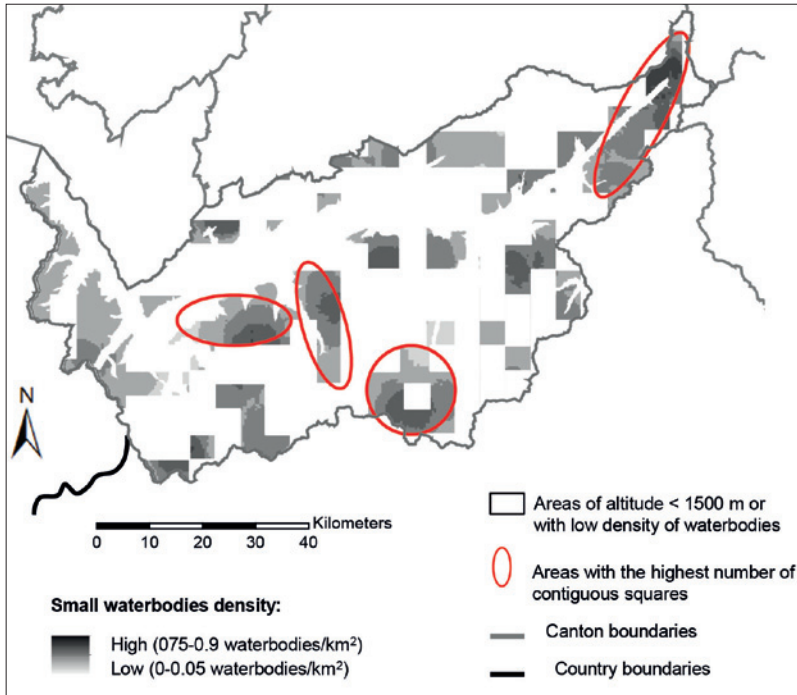 N
Kilometers
0 10 20 30 40
Small waterbodies density:
High (075-0.9 waterbodies/km²)
Low (0-0.05 waterbodies/km²)
Areas of altitude < 1500 m or
with low density of waterbodies
Areas with the highest number of
contiguous squares
Canton boundaries
Country boundaries